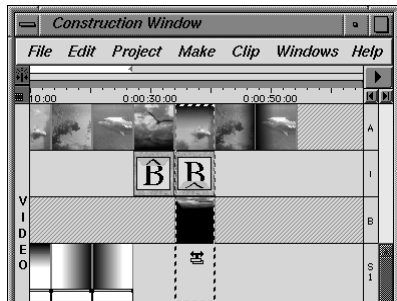 Construction Window
File Edit Project Make Clip Windows Help
10:00 0:00:30:00 0:00:50:00
A
B B I
B
VIDEO
S1